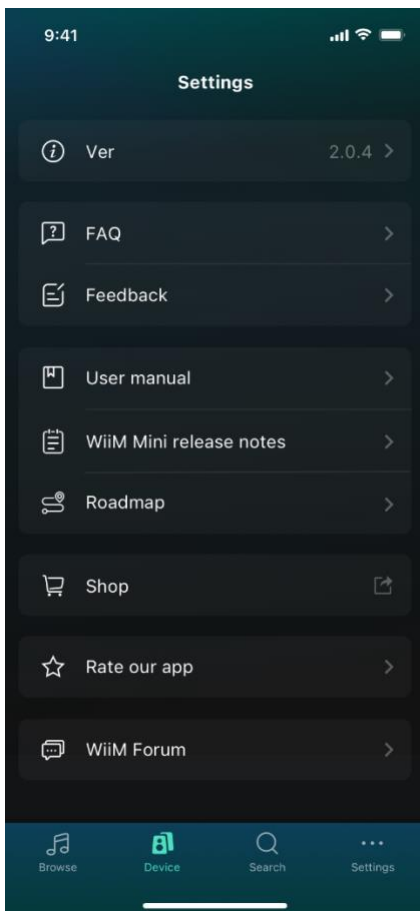 9:41
Settings
Ver 2.0.4
FAQ
Feedback
User manual
WiiM Mini release notes
Roadmap
Shop
Rate our app
WiiM Forum
Browse Device Search Settings